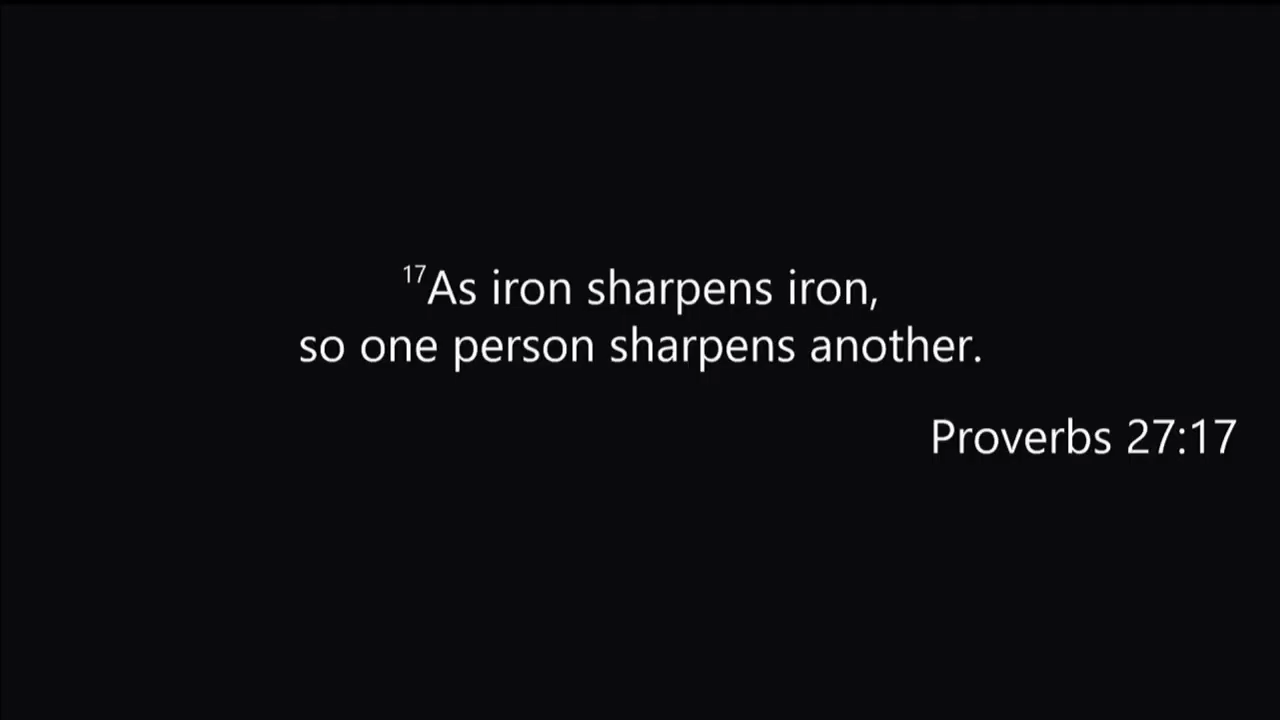 ¹⁷As iron sharpens iron,
so one person sharpens another.
Proverbs 27:17